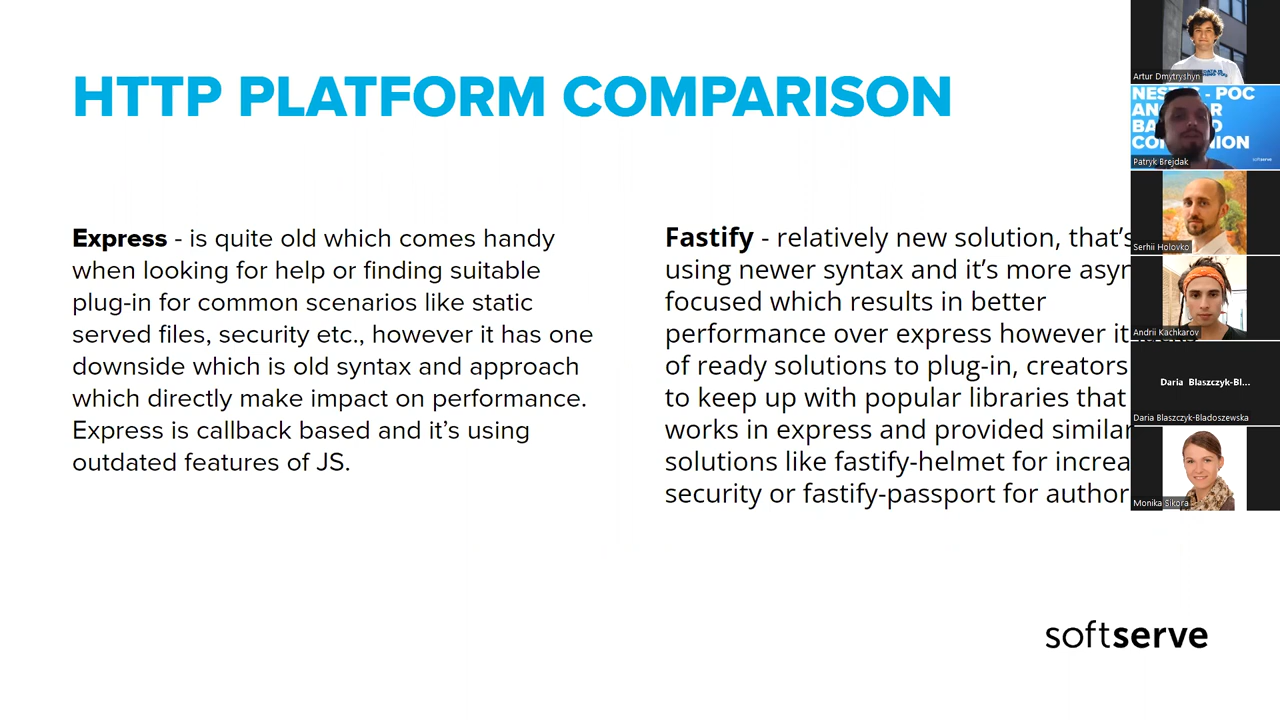 HTTP PLATFORM COMPARISON
Express - is quite old which comes handy
when looking for help or finding suitable
plug-in for common scenarios like static
served files, security etc., however it has one
downside which is old syntax and approach
which directly make impact on performance.
Express is callback based and it's using
outdated features of JS.
Fastify - relatively new solution, that's
using newer syntax and it's more
focused which results in better
performance over express however it
of ready solutions to plug-in, creators
to keep up with popular libraries that
works in express and provided similar
solutions like fastify-helmet for
security or fastify-passport for
softserve
Artur Dmytryshyn
- POC
Patryk Brejdak
softserve
Serhii Holovko
Andrii Kachkarov
Daria Blaszczyk-Bl...
Daria Blaszczyk-Bladoszewska
Monika Sikora